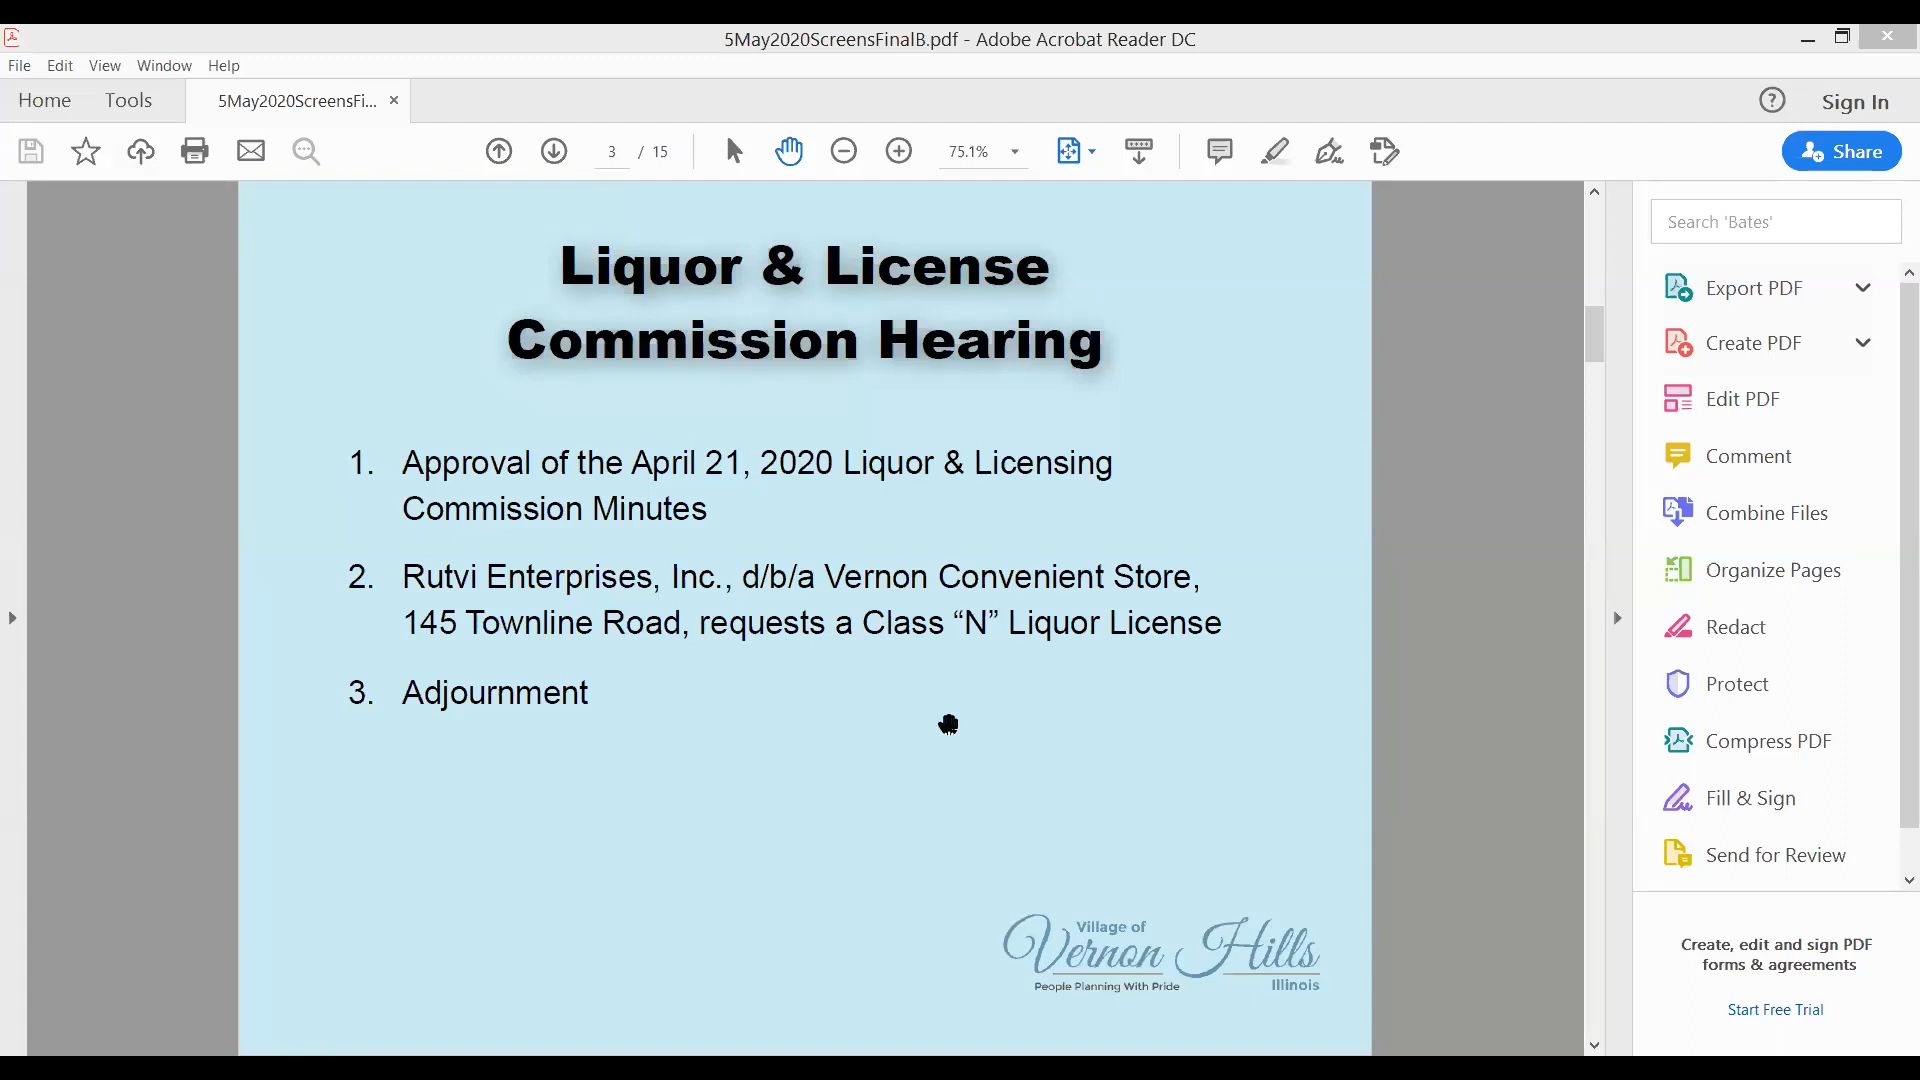 5May2020ScreensFinalB.pdf - Adobe Acrobat Reader DC
File Edit View Window Help
Home Tools 5May2020ScreensFi... Sign In
3 / 15 75.1% Share
Liquor & License
Commission Hearing
1. Approval of the April 21, 2020 Liquor & Licensing
Commission Minutes
2. Rutvi Enterprises, Inc., d/b/a Vernon Convenient Store,
145 Townline Road, requests a Class “N” Liquor License
3. Adjournment
Village of
Vernon Hills
People Planning With Pride Illinois
Search 'Bates'
Export PDF
Create PDF
Edit PDF
Comment
Combine Files
Organize Pages
Redact
Protect
Compress PDF
Fill & Sign
Send for Review
Create, edit and sign PDF
forms & agreements
Start Free Trial